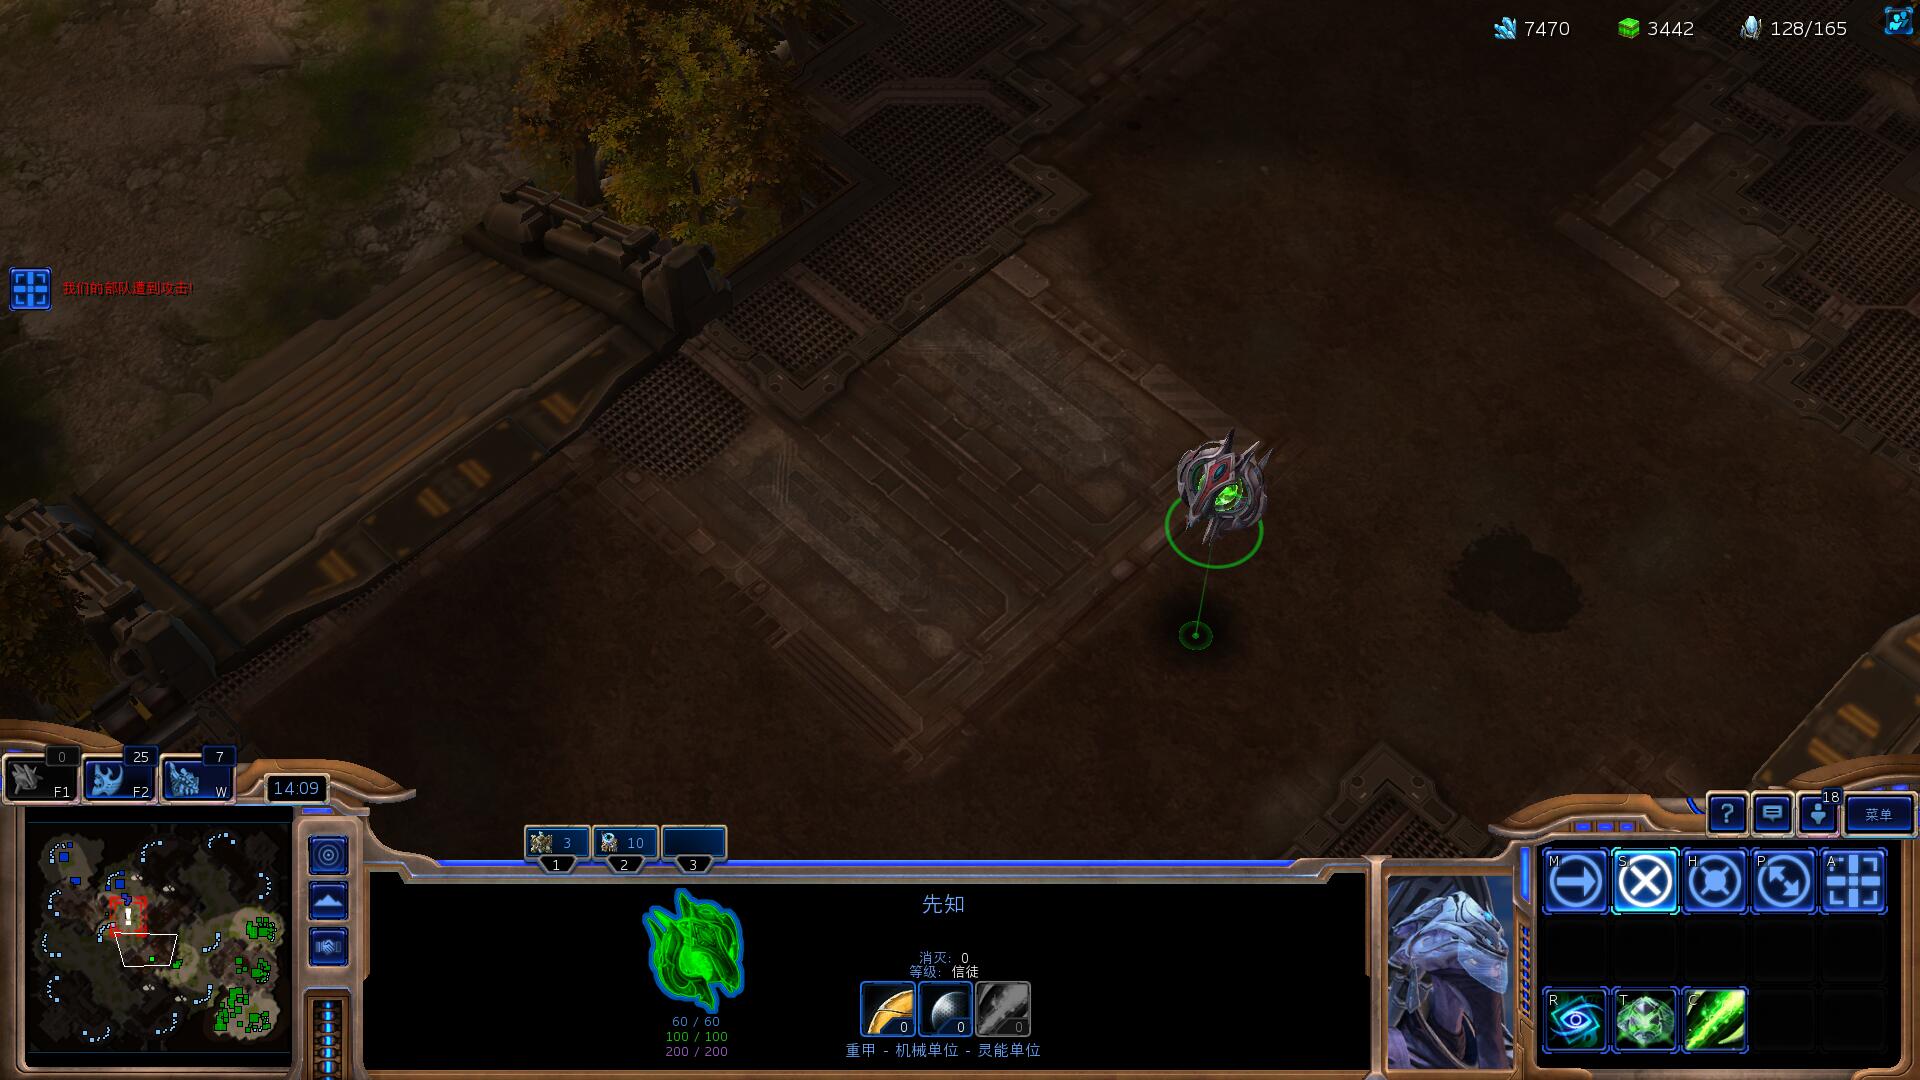 7470 3442 128/165
我们的部队遭到攻击!
0 25 7
F1 F2 W
14:09
18
? 菜单
3 10
1 2 3
先知
消灭: 0
等级: 信徒
0 0 0
60 / 60
100 / 100
200 / 200
重甲 - 机械单位 - 灵能单位
M S H P A
R T C